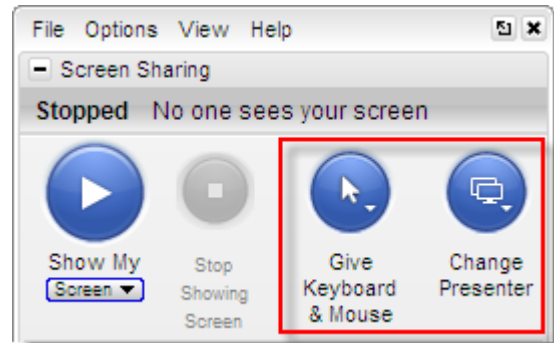 File Options View Help
Screen Sharing
Stopped No one sees your screen
Show My
Screen
Stop
Showing
Screen
Give
Keyboard
& Mouse
Change
Presenter